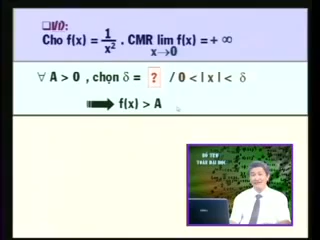 ❑VD:
Cho f(x) = 1/x² . CMR lim f(x) = + ∞
x→0
∀ A > 0 , chọn δ = ? / 0 < | x | < δ
⇒ f(x) > A